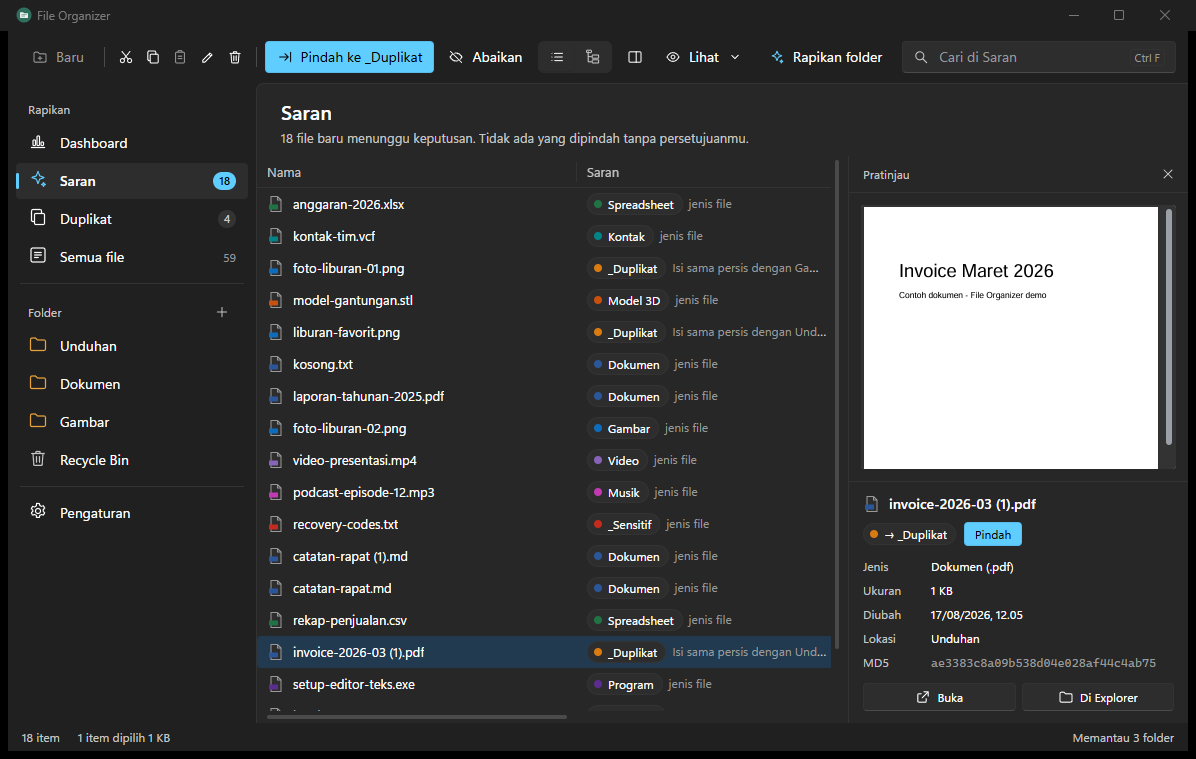 File Organizer
Baru
Pindah ke _Duplikat
Abaikan
Lihat
Rapikan folder
Cari di Saran
Ctrl F
Rapikan
Dashboard
Saran 18
Duplikat 4
Semua file 59
Folder
Unduhan
Dokumen
Gambar
Recycle Bin
Pengaturan
Saran
18 file baru menunggu keputusan. Tidak ada yang dipindah tanpa persetujuanmu.
Nama Saran
anggaran-2026.xlsx Spreadsheet jenis file
kontak-tim.vcf Kontak jenis file
foto-liburan-01.png _Duplikat Isi sama persis dengan Ga...
model-gantungan.stl Model 3D jenis file
liburan-favorit.png _Duplikat Isi sama persis dengan Und...
kosong.txt Dokumen jenis file
laporan-tahunan-2025.pdf Dokumen jenis file
foto-liburan-02.png Gambar jenis file
video-presentasi.mp4 Video jenis file
podcast-episode-12.mp3 Musik jenis file
recovery-codes.txt _Sensitif jenis file
catatan-rapat (1).md Dokumen jenis file
catatan-rapat.md Dokumen jenis file
rekap-penjualan.csv Spreadsheet jenis file
invoice-2026-03 (1).pdf _Duplikat Isi sama persis dengan Und...
setup-editor-teks.exe Program jenis file
Pratinjau
Invoice Maret 2026
Contoh dokumen - File Organizer demo
invoice-2026-03 (1).pdf
→ _Duplikat Pindah
Jenis Dokumen (.pdf)
Ukuran 1 KB
Diubah 17/08/2026, 12.05
Lokasi Unduhan
MD5 ae3383c8a09b538d04e028af44c4ab75
Buka
Di Explorer
18 item 1 item dipilih 1 KB
Memantau 3 folder